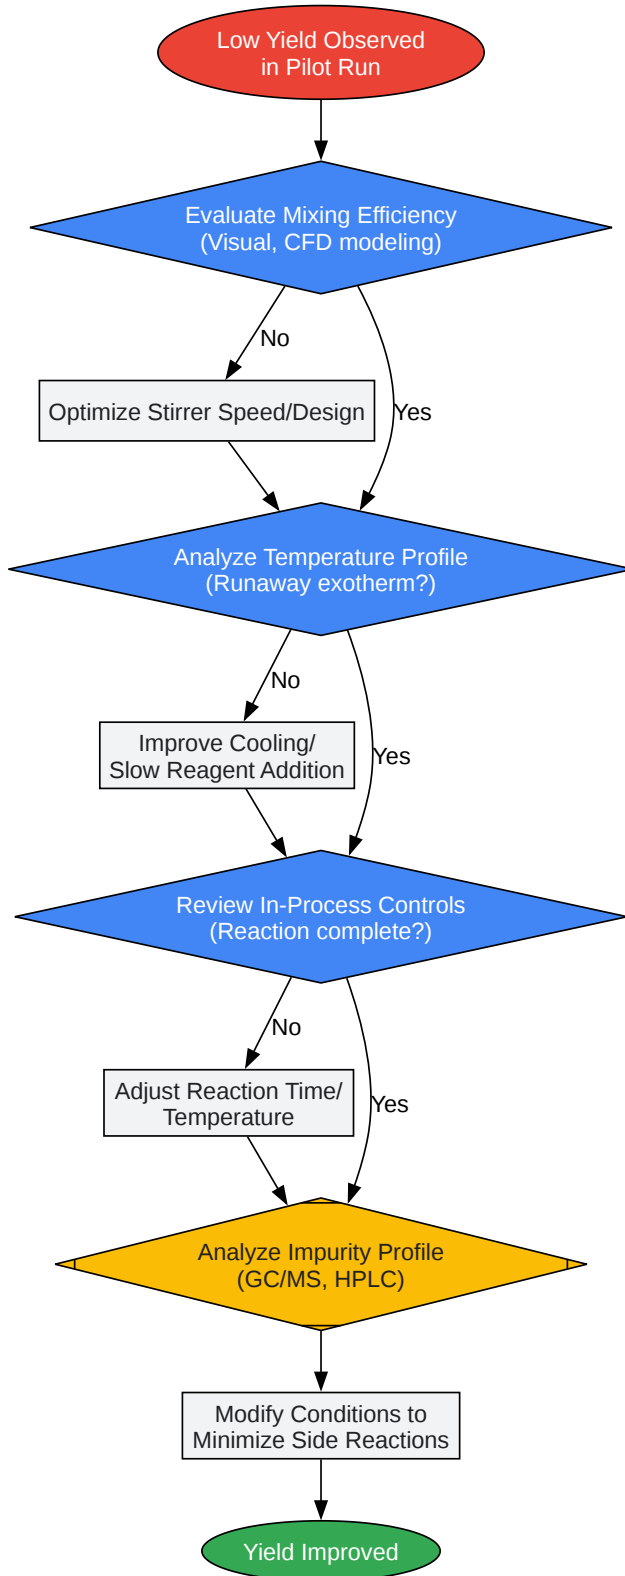 Low Yield Observed
in Pilot Run
Evaluate Mixing Efficiency
(Visual, CFD modeling)
No
Optimize Stirrer Speed/Design
Yes
Analyze Temperature Profile
(Runaway exotherm?)
No
Improve Cooling/
Slow Reagent Addition
Yes
Review In-Process Controls
(Reaction complete?)
No
Adjust Reaction Time/
Temperature
Yes
Analyze Impurity Profile
(GC/MS, HPLC)
Modify Conditions to
Minimize Side Reactions
Yield Improved